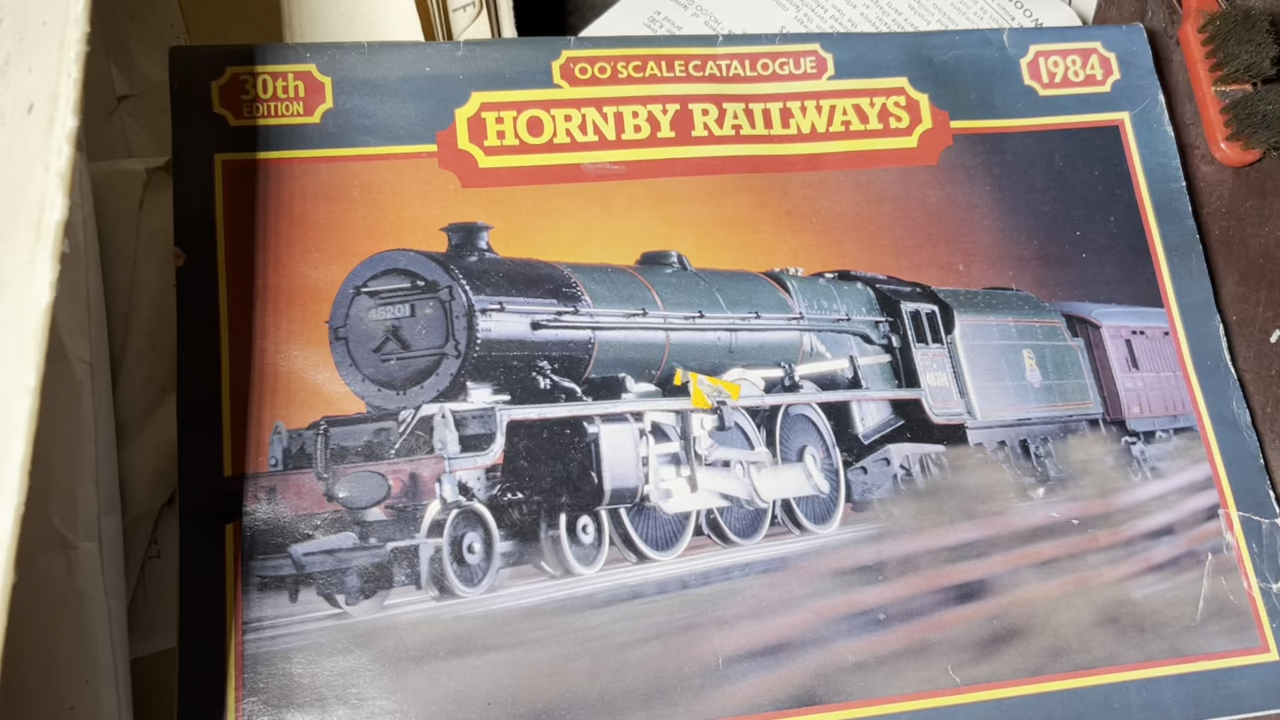 30th
EDITION
'OO' SCALE CATALOGUE
HORNBY RAILWAYS
1984
46201